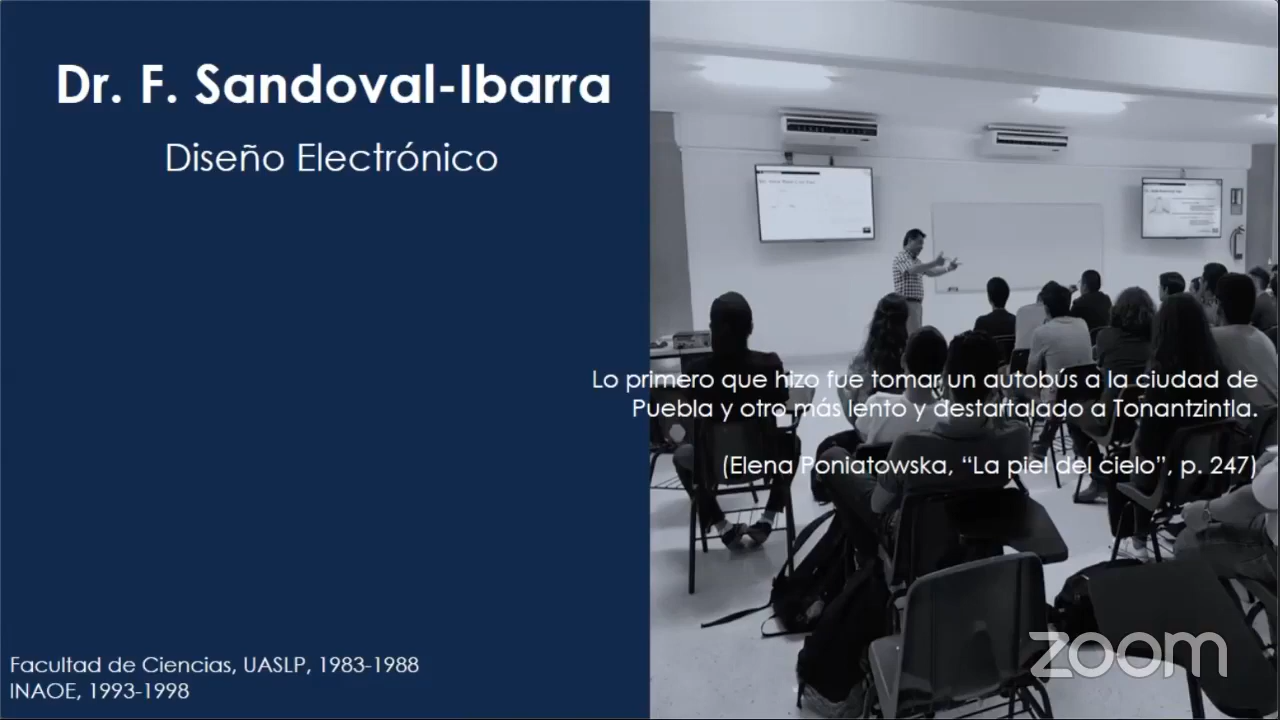 Dr. F. Sandoval-Ibarra
Diseño Electrónico
Lo primero que hizo fue tomar un autobús a la ciudad de
Puebla y otro más lento y destartalado a Tonantzintla.
(Elena Poniatowska, “La piel del cielo”, p. 247)
Facultad de Ciencias, UASLP, 1983-1988
INAOE, 1993-1998
zoom